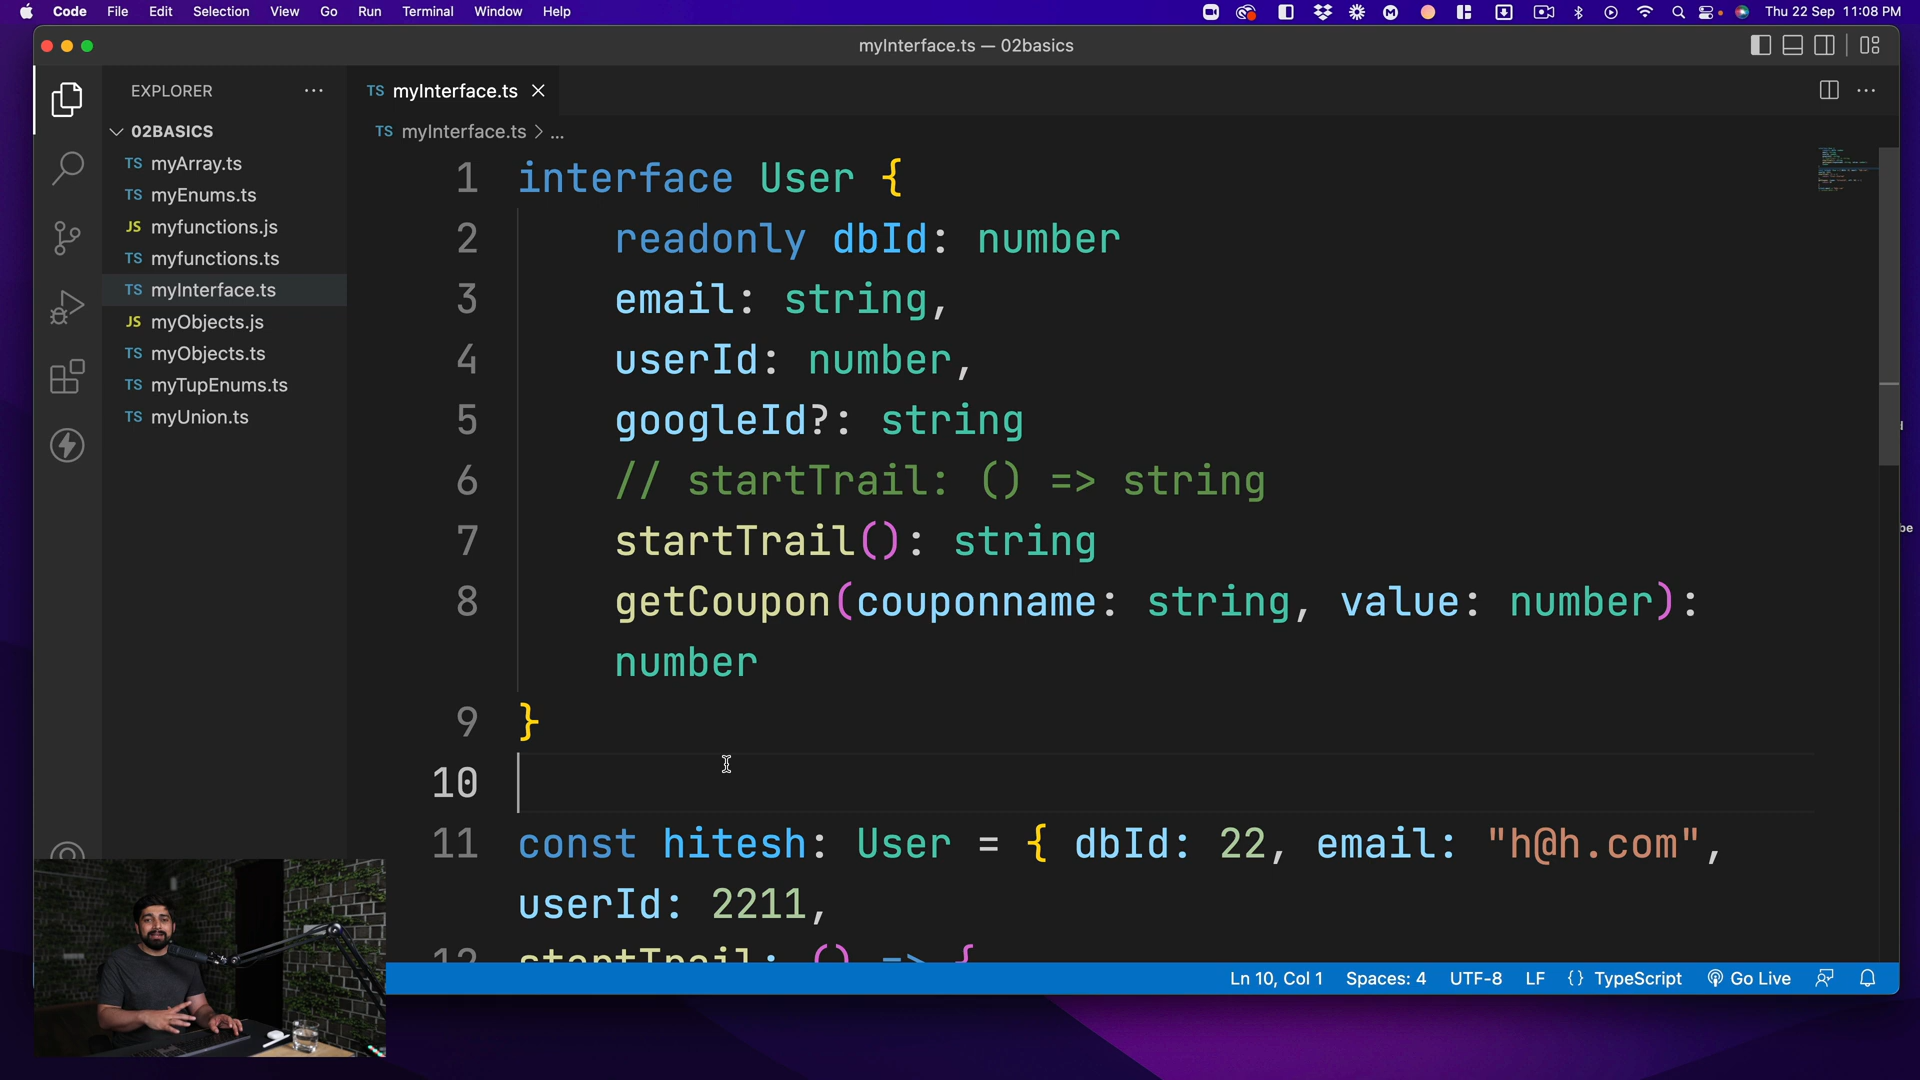 Code File Edit Selection View Go Run Terminal Window Help Thu 22 Sep 11:08 PM
myInterface.ts — 02basics
EXPLORER ...
TS myInterface.ts
02BASICS
TS myInterface.ts > ...
TS myArray.ts
TS myEnums.ts
JS myfunctions.js
TS myfunctions.ts
TS myInterface.ts
JS myObjects.js
TS myObjects.ts
TS myTupEnums.ts
TS myUnion.ts
1 interface User {
2 readonly dbId: number
3 email: string,
4 userId: number,
5 googleId?: string
6 // startTrail: () => string
7 startTrail(): string
8 getCoupon(couponname: string, value: number):
number
9 }
10
11 const hitesh: User = { dbId: 22, email: "h@h.com",
userId: 2211,
12 startTrail: () => {
Ln 10, Col 1 Spaces: 4 UTF-8 LF {} TypeScript Go Live